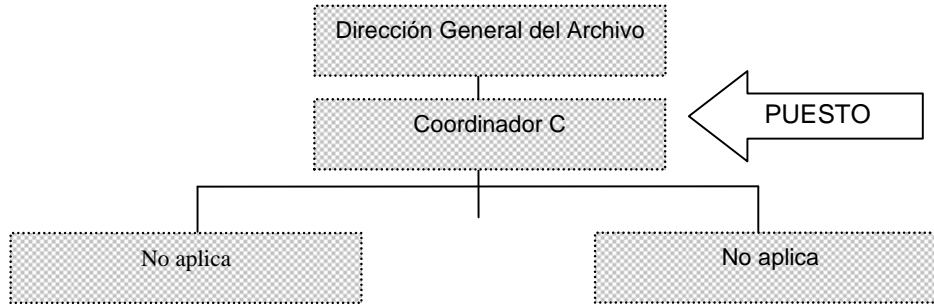 Dirección General del Archivo
Coordinador C
PUESTO
No aplica
No aplica